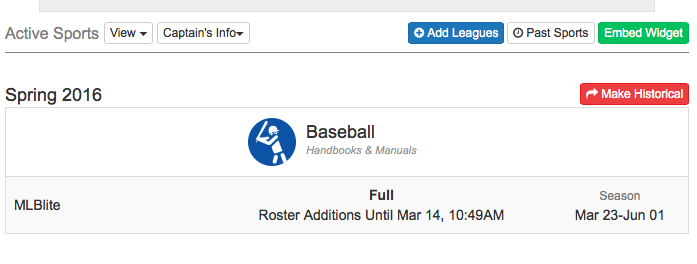 Active Sports View Captain's Info Add Leagues Past Sports Embed Widget
Spring 2016 Make Historical
Baseball
Handbooks & Manuals
MLBlite
Full
Roster Additions Until Mar 14, 10:49AM
Season
Mar 23-Jun 01